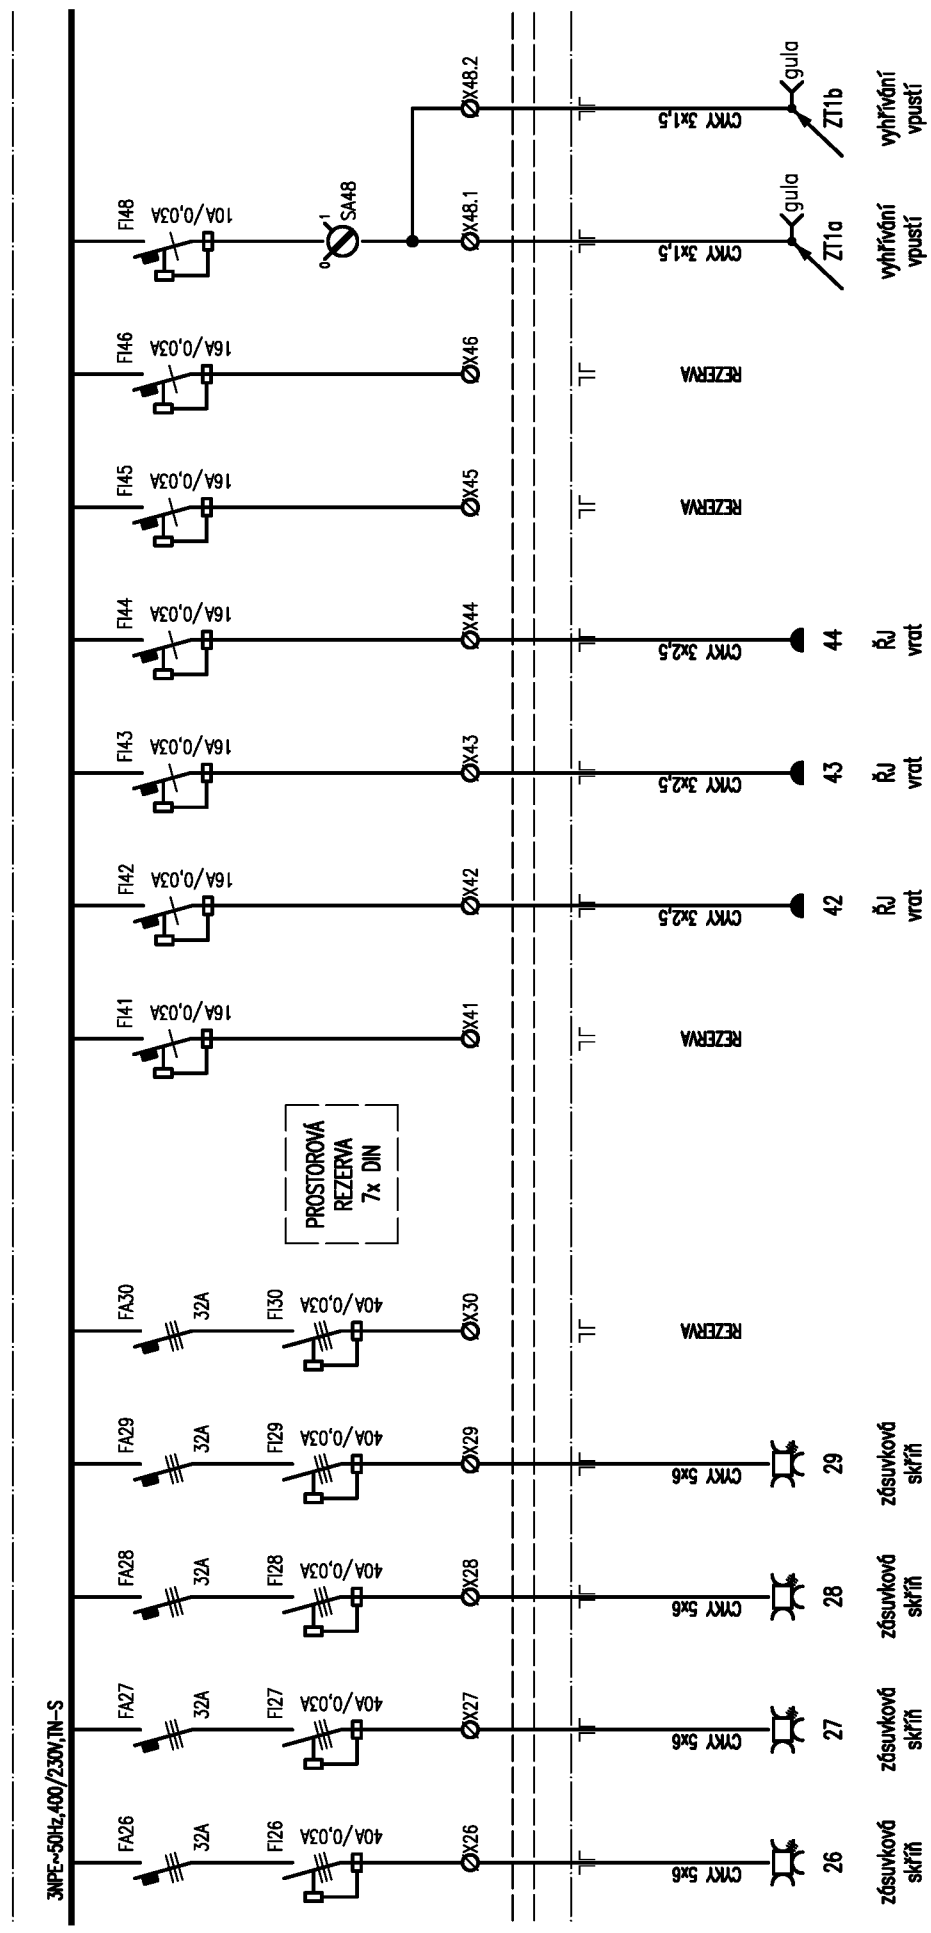 3NPE~50Hz,400/230V,TN-S
FA26
32A
FI26
40A/0,03A
X26
CYKY 5x6
26
zásuvková
skříň
FA27
32A
FI27
40A/0,03A
X27
CYKY 5x6
27
zásuvková
skříň
FA28
32A
FI28
40A/0,03A
X28
CYKY 5x6
28
zásuvková
skříň
FA29
32A
FI29
40A/0,03A
X29
CYKY 5x6
29
zásuvková
skříň
FA30
32A
FI30
40A/0,03A
X30
REZERVA
PROSTOROVÁ
REZERVA
7x DIN
FI41
16A/0,03A
X41
REZERVA
FI42
16A/0,03A
X42
CYKY 3x2,5
42
ŘJ
vrat
FI43
16A/0,03A
X43
CYKY 3x2,5
43
ŘJ
vrat
FI44
16A/0,03A
X44
CYKY 3x2,5
44
ŘJ
vrat
FI45
16A/0,03A
X45
REZERVA
FI46
16A/0,03A
X46
REZERVA
FI48
10A/0,03A
0
1
SA48
X48.1
CYKY 3x1,5
gula
ZT1a
vyhřívání
vpustí
X48.2
CYKY 3x1,5
gula
ZT1b
vyhřívání
vpustí